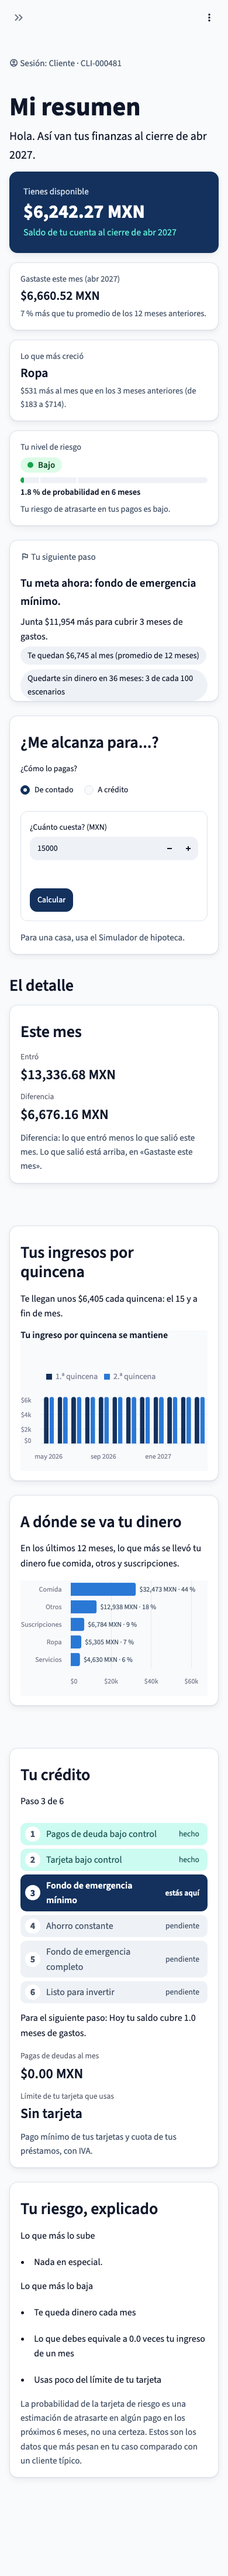 Sesión: Cliente · CLI-000481
Mi resumen
Hola. Así van tus finanzas al cierre de abr
2027.
Tienes disponible
$6,242.27 MXN
Saldo de tu cuenta al cierre de abr 2027
Gastaste este mes (abr 2027)
$6,660.52 MXN
7 % más que tu promedio de los 12 meses anteriores.
Lo que más creció
Ropa
$531 más al mes que en los 3 meses anteriores (de
$183 a $714).
Tu nivel de riesgo
Bajo
1.8 % de probabilidad en 6 meses
Tu riesgo de atrasarte en tus pagos es bajo.
Tu siguiente paso
Tu meta ahora: fondo de emergencia
mínimo.
Junta $11,954 más para cubrir 3 meses de
gastos.
Te quedan $6,745 al mes (promedio de 12 meses)
Quedarte sin dinero en 36 meses: 3 de cada 100
escenarios
¿Me alcanza para...?
¿Cómo lo pagas?
De contado
A crédito
¿Cuánto cuesta? (MXN)
15000
Calcular
Para una casa, usa el Simulador de hipoteca.
El detalle
Este mes
Entró
$13,336.68 MXN
Diferencia
$6,676.16 MXN
Diferencia: lo que entró menos lo que salió este
mes. Lo que salió está arriba, en «Gastaste este
mes».
Tus ingresos por
quincena
Te llegan unos $6,405 cada quincena: el 15 y a
fin de mes.
Tu ingreso por quincena se mantiene
1.ª quincena
2.ª quincena
$6k
$4k
$2k
$0
may 2026
sep 2026
ene 2027
A dónde se va tu dinero
En los últimos 12 meses, lo que más se llevó tu
dinero fue comida, otros y suscripciones.
Comida $32,473 MXN · 44 %
Otros $12,938 MXN · 18 %
Suscripciones $6,784 MXN · 9 %
Ropa $5,305 MXN · 7 %
Servicios $4,630 MXN · 6 %
$0 $20k $40k $60k
Tu crédito
Paso 3 de 6
1 Pagos de deuda bajo control hecho
2 Tarjeta bajo control hecho
3 Fondo de emergencia
mínimo estás aquí
4 Ahorro constante pendiente
5 Fondo de emergencia
completo pendiente
6 Listo para invertir pendiente
Para el siguiente paso: Hoy tu saldo cubre 1.0
meses de gastos.
Pagas de deudas al mes
$0.00 MXN
Límite de tu tarjeta que usas
Sin tarjeta
Pago mínimo de tus tarjetas y cuota de tus
préstamos, con IVA.
Tu riesgo, explicado
Lo que más lo sube
• Nada en especial.
Lo que más lo baja
• Te queda dinero cada mes
• Lo que debes equivale a 0.0 veces tu ingreso
de un mes
• Usas poco del límite de tu tarjeta
La probabilidad de la tarjeta de riesgo es una
estimación de atrasarte en algún pago en los
próximos 6 meses, no una certeza. Estos son los
datos que más pesan en tu caso comparado con
un cliente típico.